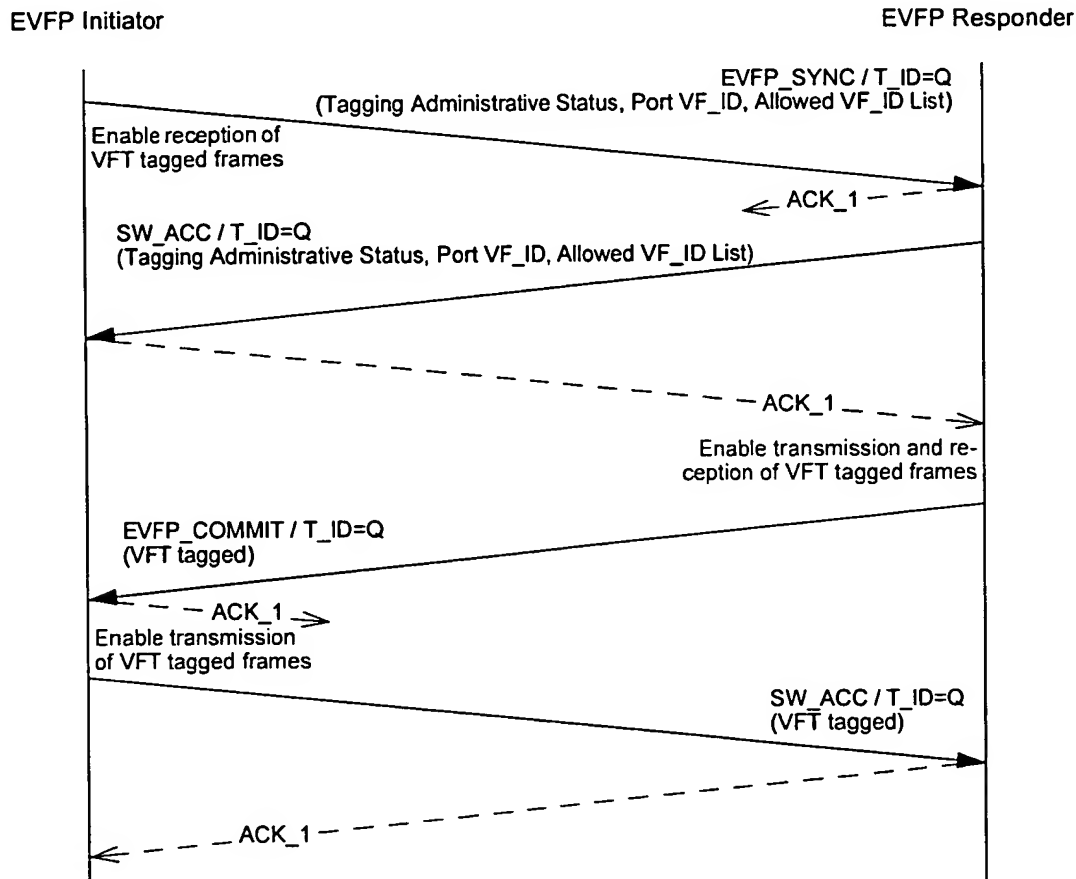 EVFP Initiator
EVFP Responder
EVFP_SYNC / T_ID=Q
(Tagging Administrative Status, Port VF_ID, Allowed VF_ID List)
Enable reception of
VFT tagged frames
ACK_1
SW_ACC / T_ID=Q
(Tagging Administrative Status, Port VF_ID, Allowed VF_ID List)
ACK_1
Enable transmission and re-
ception of VFT tagged frames
EVFP_COMMIT / T_ID=Q
(VFT tagged)
ACK_1
Enable transmission
of VFT tagged frames
SW_ACC / T_ID=Q
(VFT tagged)
ACK_1